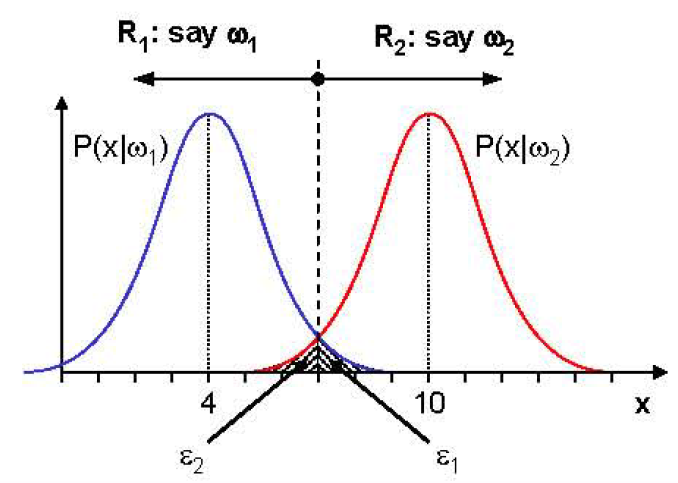 R₁: say ω₁ R₂: say ω₂
P(x|ω₁) P(x|ω₂)
4 10 x
ε₂ ε₁